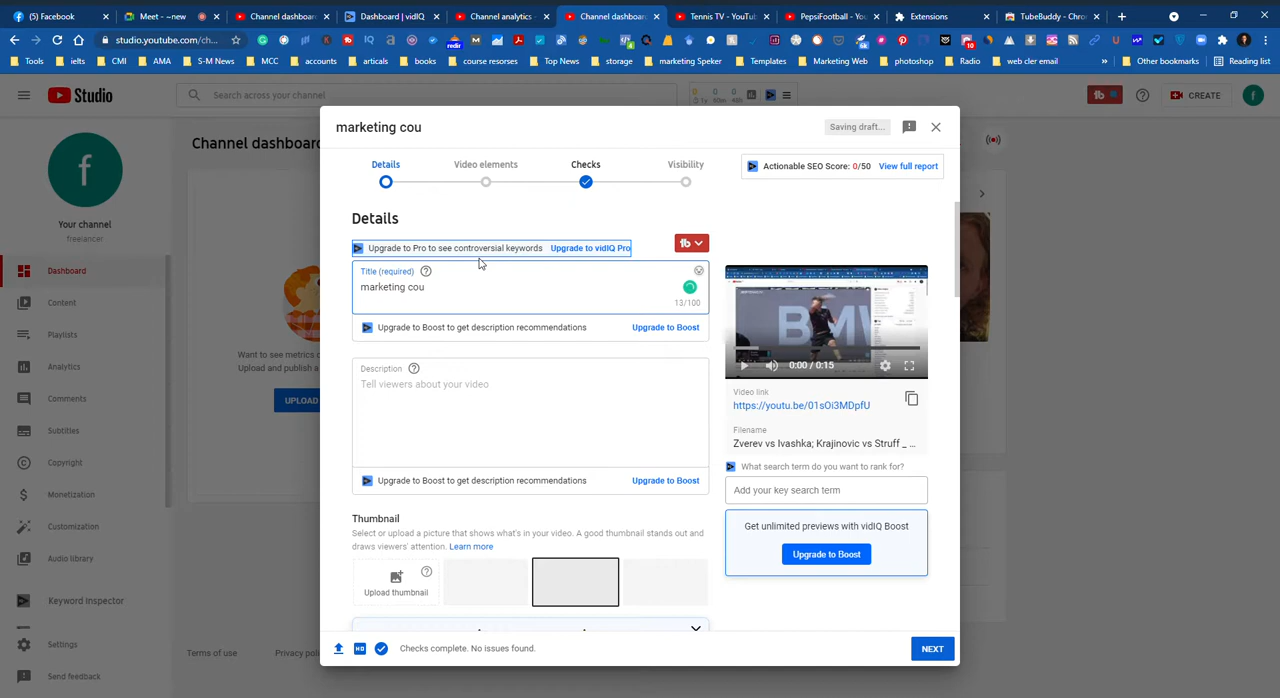 (5) Facebook
Meet - ~new
Channel dashboar
Dashboard | vidIQ
Channel analytics -
Channel dashboar
Tennis TV - YouTu
PepsiFootball - Yo
Extensions
TubeBuddy - Chro
studio.youtube.com/ch...
Tools
ielts
CMI
AMA
S-M News
MCC
accounts
articals
books
course resorses
Top News
storage
marketing Speker
Templates
Marketing Web
photoshop
Radio
web cler email
Other bookmarks
Reading list
Studio
Search across your channel
CREATE
f
Channel dashboa
f
Your channel
freelancer
Dashboard
Content
Playlists
Analytics
Comments
Subtitles
Copyright
Monetization
Customization
Audio library
Keyword Inspector
Settings
Send feedback
Want to see metrics o
Upload and publish a
UPLOAD
Terms of use
Privacy poli
marketing cou
Saving draft...
Details
Video elements
Checks
Visibility
Actionable SEO Score: 0/50 View full report
Details
Upgrade to Pro to see controversial keywords Upgrade to vidIQ Pro
tb
Title (required)
marketing cou
13/100
Upgrade to Boost to get description recommendations Upgrade to Boost
Description
Tell viewers about your video
Upgrade to Boost to get description recommendations Upgrade to Boost
Thumbnail
Select or upload a picture that shows what's in your video. A good thumbnail stands out and
draws viewers' attention. Learn more
Upload thumbnail
BMW
0:00 / 0:15
Video link
https://youtu.be/01sOi3MDpfU
Filename
Zverev vs Ivashka; Krajinovic vs Struff _ ...
What search term do you want to rank for?
Add your key search term
Get unlimited previews with vidIQ Boost
Upgrade to Boost
HD
Checks complete. No issues found.
NEXT